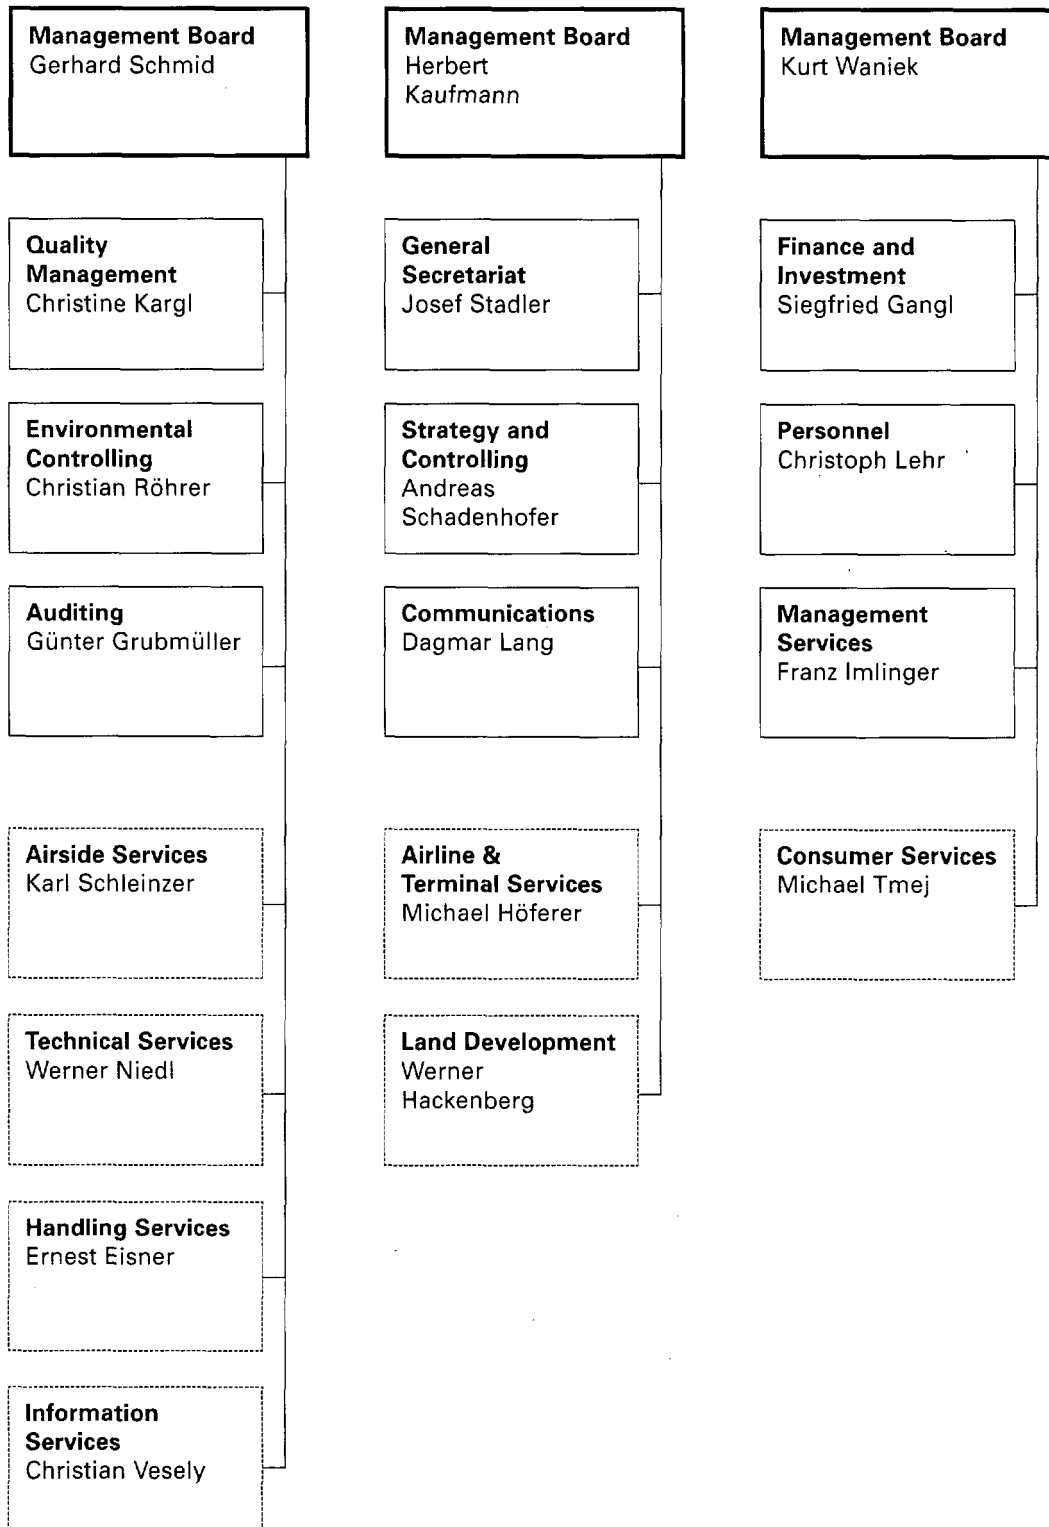 Management Board
Gerhard Schmid
Quality
Management
Christine Kargl
Environmental
Controlling
Christian Röhrer
Auditing
Günter Grubmüller
Airside Services
Karl Schleinzer
Technical Services
Werner Niedl
Handling Services
Ernest Eisner
Information
Services
Christian Vesely
Management Board
Herbert
Kaufmann
General
Secretariat
Josef Stadler
Strategy and
Controlling
Andreas
Schadenhofer
Communications
Dagmar Lang
Airline &
Terminal Services
Michael Höferer
Land Development
Werner
Hackenberg
Management Board
Kurt Waniek
Finance and
Investment
Siegfried Gangl
Personnel
Christoph Lehr
Management
Services
Franz Imlinger
Consumer Services
Michael Tmej